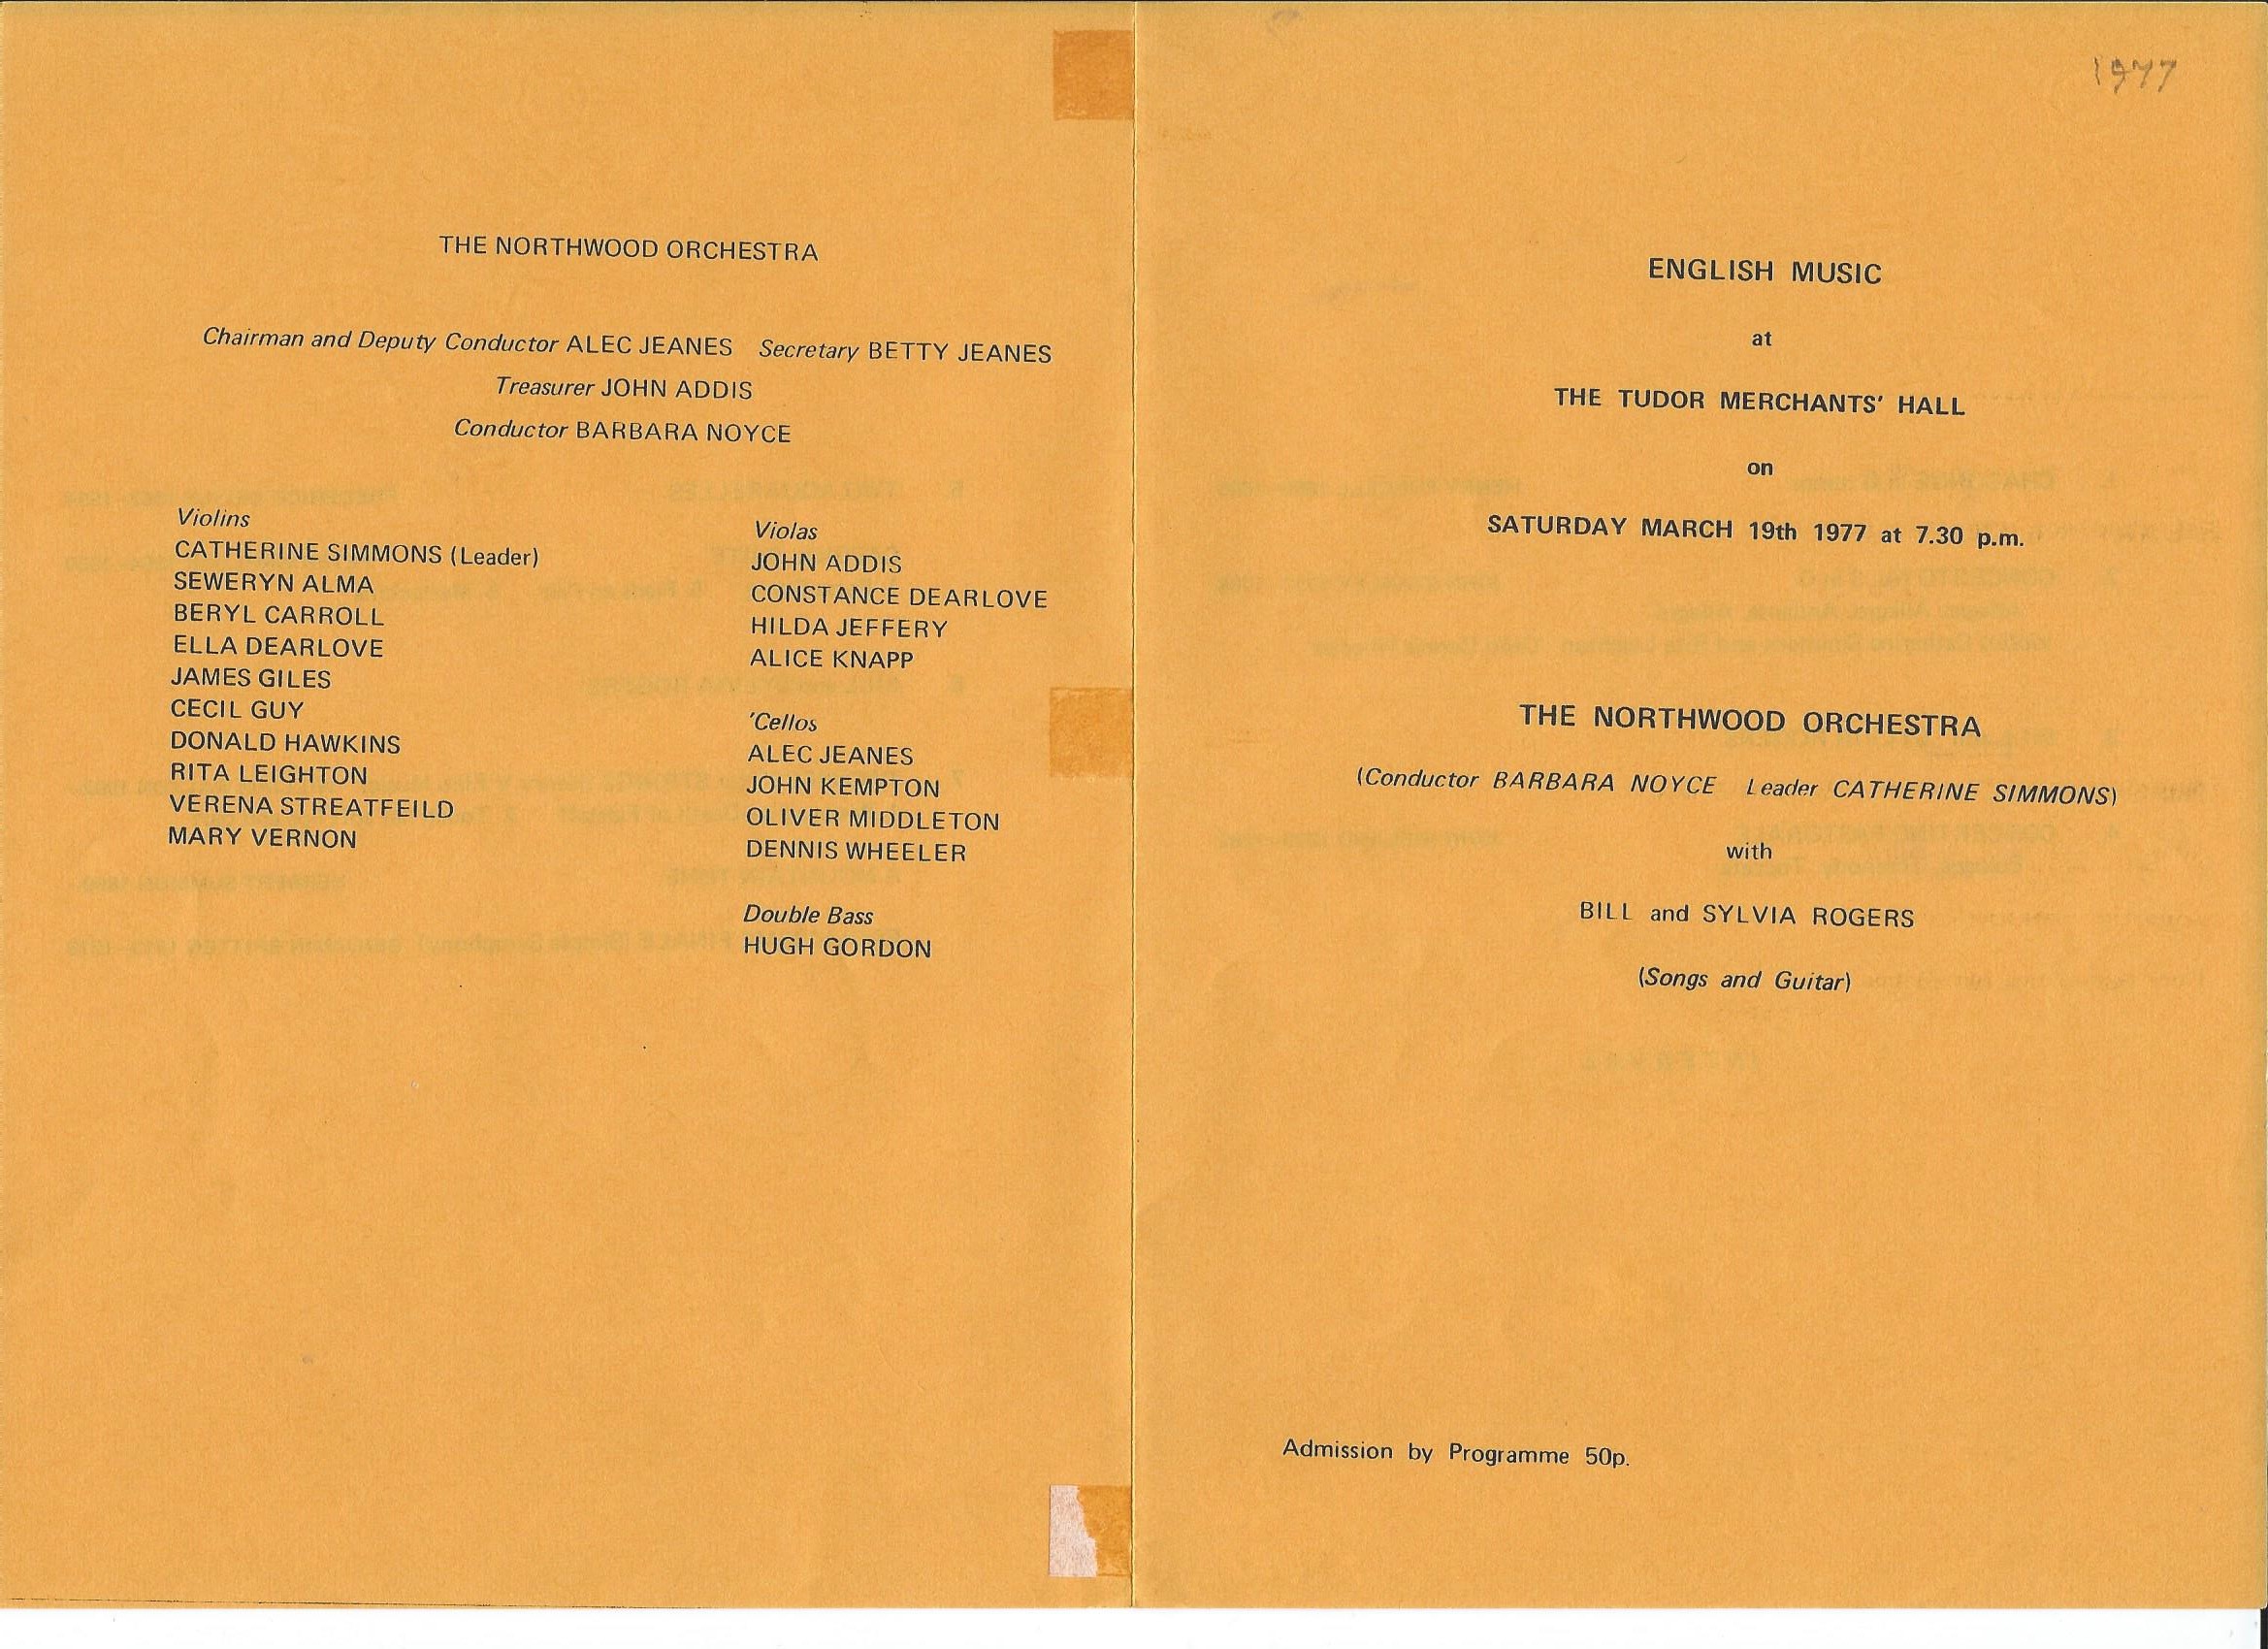 THE NORTHWOOD ORCHESTRA
Chairman and Deputy Conductor ALEC JEANES Secretary BETTY JEANES
Treasurer JOHN ADDIS
Conductor BARBARA NOYCE
Violins
CATHERINE SIMMONS (Leader)
SEWERYN ALMA
BERYL CARROLL
ELLA DEARLOVE
JAMES GILES
CECIL GUY
DONALD HAWKINS
RITA LEIGHTON
VERENA STREATFEILD
MARY VERNON
Violas
JOHN ADDIS
CONSTANCE DEARLOVE
HILDA JEFFERY
ALICE KNAPP
'Cellos
ALEC JEANES
JOHN KEMPTON
OLIVER MIDDLETON
DENNIS WHEELER
Double Bass
HUGH GORDON
1977
ENGLISH MUSIC
at
THE TUDOR MERCHANTS' HALL
on
SATURDAY MARCH 19th 1977 at 7.30 p.m.
THE NORTHWOOD ORCHESTRA
(Conductor BARBARA NOYCE Leader CATHERINE SIMMONS)
with
BILL and SYLVIA ROGERS
(Songs and Guitar)
Admission by Programme 50p.